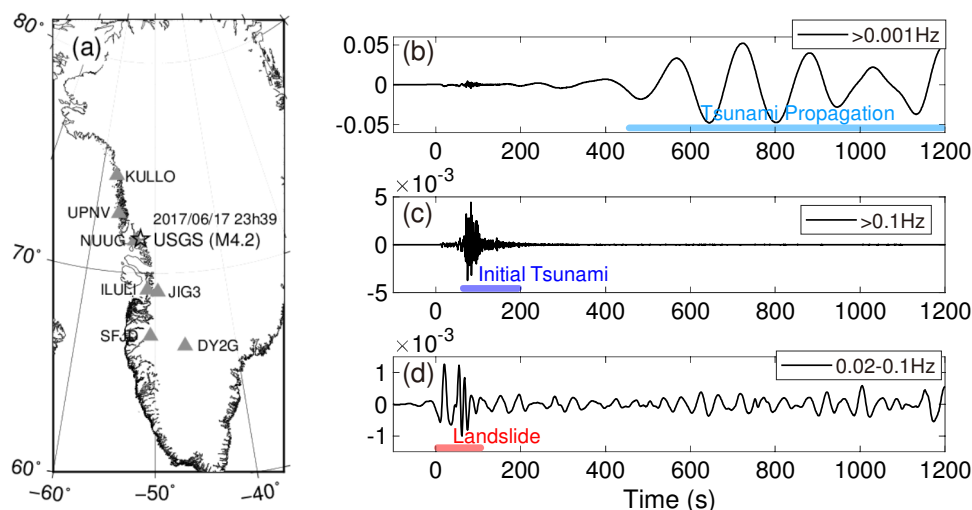 (a)
80°
70°
60°
−60°
−50°
−40°
KULLO
UPNV
2017/06/17 23h39
NUUG
USGS (M4.2)
ILULI
JIG3
SFJD
DY2G
(b)
>0.001Hz
0.05
0
-0.05
Tsunami Propagation
0 200 400 600 800 1000 1200
×10⁻³
(c)
>0.1Hz
5
0
-5
Initial Tsunami
0 200 400 600 800 1000 1200
×10⁻³
(d)
0.02-0.1Hz
1
0
-1
Landslide
0 200 400 600 800 1000 1200
Time (s)